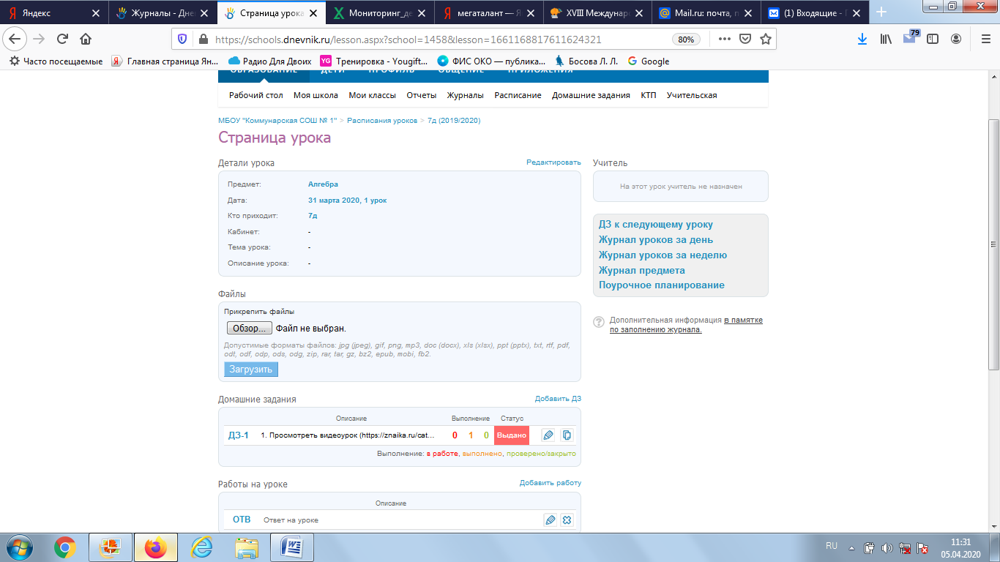 Яндекс
Журналы - Дне
Страница урока
Мониторинг_де
мегаталант — Я
XVIII Междунаро
Mail.ru: почта, п
(1) Входящие - П
https://schools.dnevnik.ru/lesson.aspx?school=1458&lesson=1661168817611624321
80%
79
Часто посещаемые
Главная страница Ян...
Радио Для Двоих
YG
Тренировка - Yougift...
ФИС ОКО — публика...
Босова Л. Л.
Google
ОБРАЗОВАНИЕ ДЕТИ ПРОФИЛЬ ОБЩЕНИЕ ПРИЛОЖЕНИЯ
Рабочий стол Моя школа Мои классы Отчеты Журналы Расписание Домашние задания КТП Учительская
МБОУ "Коммунарская СОШ № 1" > Расписания уроков > 7д (2019/2020)
Страница урока
Детали урока
Редактировать
Предмет: Алгебра
Дата: 31 марта 2020, 1 урок
Кто приходит: 7д
Кабинет: -
Тема урока: -
Описание урока: -
Учитель
На этот урок учитель не назначен
ДЗ к следующему уроку
Журнал уроков за день
Журнал уроков за неделю
Журнал предмета
Поурочное планирование
Дополнительная информация в памятке
по заполнению журнала.
Файлы
Прикрепить файлы
Обзор... Файл не выбран.
Допустимые форматы файлов: jpg (jpeg), gif, png, mp3, doc (docx), xls (xlsx), ppt (pptx), txt, rtf, pdf,
odt, odf, odp, ods, odg, zip, rar, tar, gz, bz2, epub, mobi, fb2.
Загрузить
Домашние задания
Добавить ДЗ
Описание Выполнение Статус
ДЗ-1 1. Просмотреть видеоурок (https://znaika.ru/cat... 0 1 0 Выдано
Выполнение: в работе, выполнено, проверено/закрыто
Работы на уроке
Добавить работу
Описание
ОТВ Ответ на уроке
RU
11:31
05.04.2020